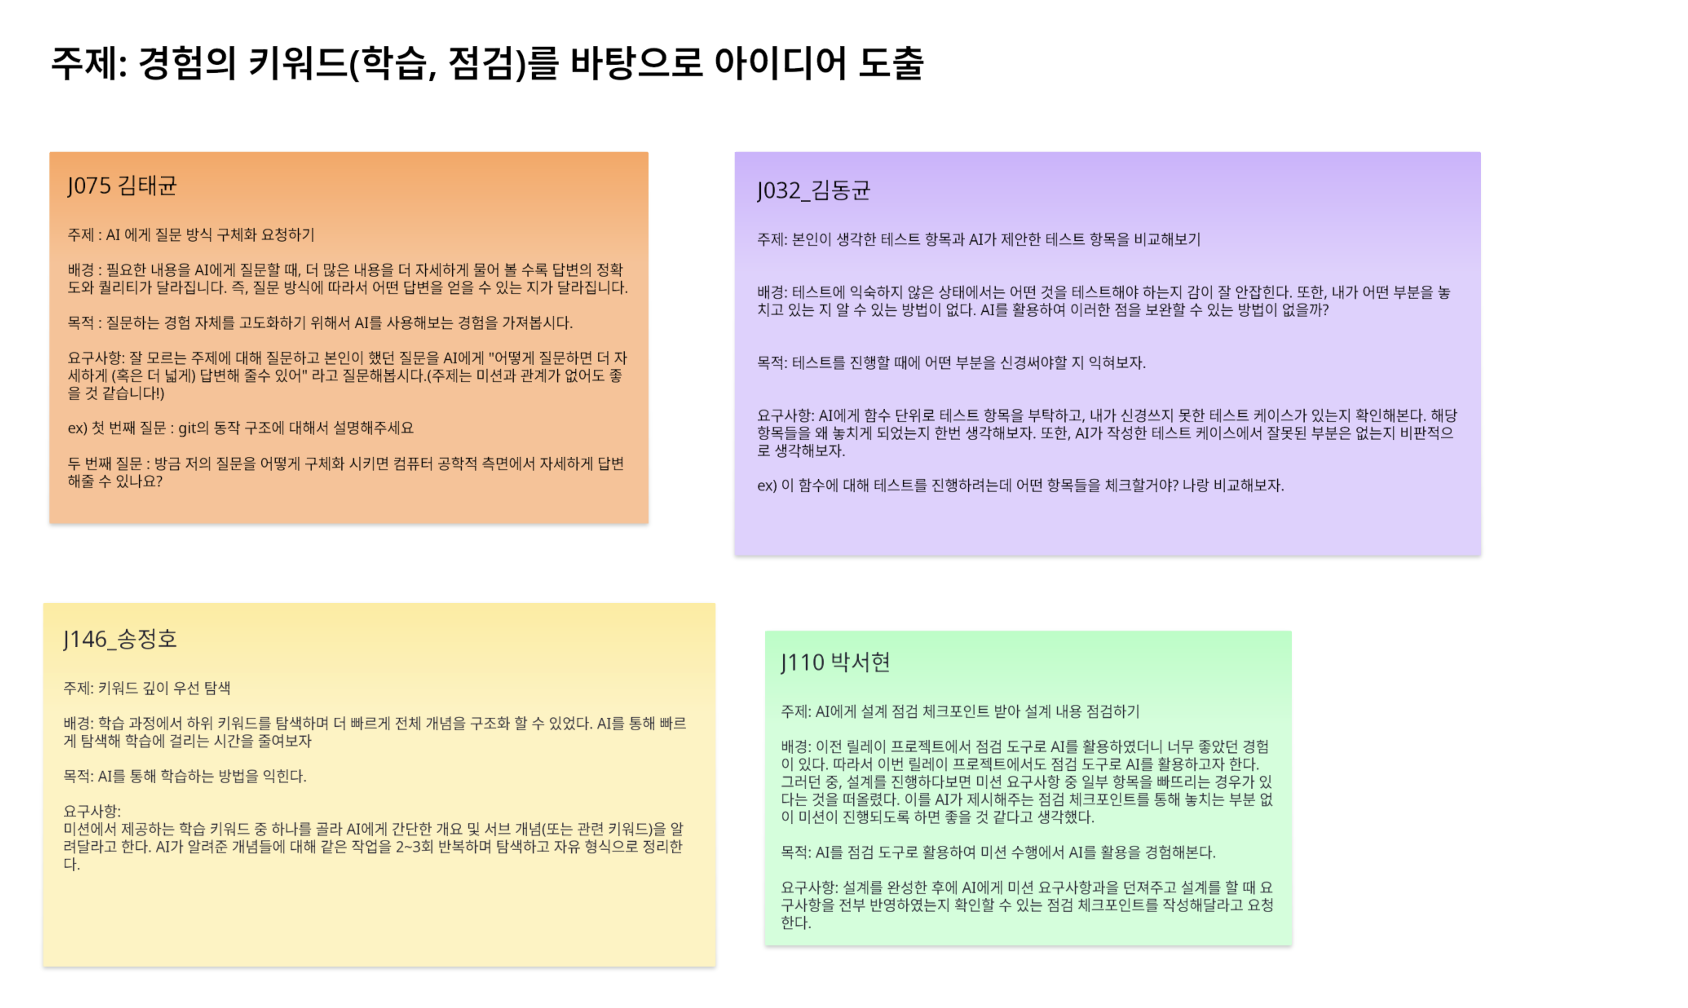 주제: 경험의 키워드(학습, 점검)를 바탕으로 아이디어 도출
J075 김태균
주제 : AI 에게 질문 방식 구체화 요청하기
배경 : 필요한 내용을 AI에게 질문할 때, 더 많은 내용을 더 자세하게 물어 볼 수록 답변의 정확
도와 퀄리티가 달라집니다. 즉, 질문 방식에 따라서 어떤 답변을 얻을 수 있는 지가 달라집니다.
목적 : 질문하는 경험 자체를 고도화하기 위해서 AI를 사용해보는 경험을 가져봅시다.
요구사항: 잘 모르는 주제에 대해 질문하고 본인이 했던 질문을 AI에게 "어떻게 질문하면 더 자
세하게 (혹은 더 넓게) 답변해 줄수 있어" 라고 질문해봅시다.(주제는 미션과 관계가 없어도 좋
을 것 같습니다!)
ex) 첫 번째 질문 : git의 동작 구조에 대해서 설명해주세요
두 번째 질문 : 방금 저의 질문을 어떻게 구체화 시키면 컴퓨터 공학적 측면에서 자세하게 답변
해줄 수 있나요?
J032_김동균
주제: 본인이 생각한 테스트 항목과 AI가 제안한 테스트 항목을 비교해보기
배경: 테스트에 익숙하지 않은 상태에서는 어떤 것을 테스트해야 하는지 감이 잘 안잡힌다. 또한, 내가 어떤 부분을 놓
치고 있는 지 알 수 있는 방법이 없다. AI를 활용하여 이러한 점을 보완할 수 있는 방법이 없을까?
목적: 테스트를 진행할 때에 어떤 부분을 신경써야할 지 익혀보자.
요구사항: AI에게 함수 단위로 테스트 항목을 부탁하고, 내가 신경쓰지 못한 테스트 케이스가 있는지 확인해본다. 해당
항목들을 왜 놓치게 되었는지 한번 생각해보자. 또한, AI가 작성한 테스트 케이스에서 잘못된 부분은 없는지 비판적으
로 생각해보자.
ex) 이 함수에 대해 테스트를 진행하려는데 어떤 항목들을 체크할거야? 나랑 비교해보자.
J146_송정호
주제: 키워드 깊이 우선 탐색
배경: 학습 과정에서 하위 키워드를 탐색하며 더 빠르게 전체 개념을 구조화 할 수 있었다. AI를 통해 빠르
게 탐색해 학습에 걸리는 시간을 줄여보자
목적: AI를 통해 학습하는 방법을 익힌다.
요구사항:
미션에서 제공하는 학습 키워드 중 하나를 골라 AI에게 간단한 개요 및 서브 개념(또는 관련 키워드)을 알
려달라고 한다. AI가 알려준 개념들에 대해 같은 작업을 2~3회 반복하며 탐색하고 자유 형식으로 정리한
다.
J110 박서현
주제: AI에게 설계 점검 체크포인트 받아 설계 내용 점검하기
배경: 이전 릴레이 프로젝트에서 점검 도구로 AI를 활용하였더니 너무 좋았던 경험
이 있다. 따라서 이번 릴레이 프로젝트에서도 점검 도구로 AI를 활용하고자 한다.
그러던 중, 설계를 진행하다보면 미션 요구사항 중 일부 항목을 빠뜨리는 경우가 있
다는 것을 떠올렸다. 이를 AI가 제시해주는 점검 체크포인트를 통해 놓치는 부분 없
이 미션이 진행되도록 하면 좋을 것 같다고 생각했다.
목적: AI를 점검 도구로 활용하여 미션 수행에서 AI를 활용을 경험해본다.
요구사항: 설계를 완성한 후에 AI에게 미션 요구사항과을 던져주고 설계를 할 때 요
구사항을 전부 반영하였는지 확인할 수 있는 점검 체크포인트를 작성해달라고 요청
한다.